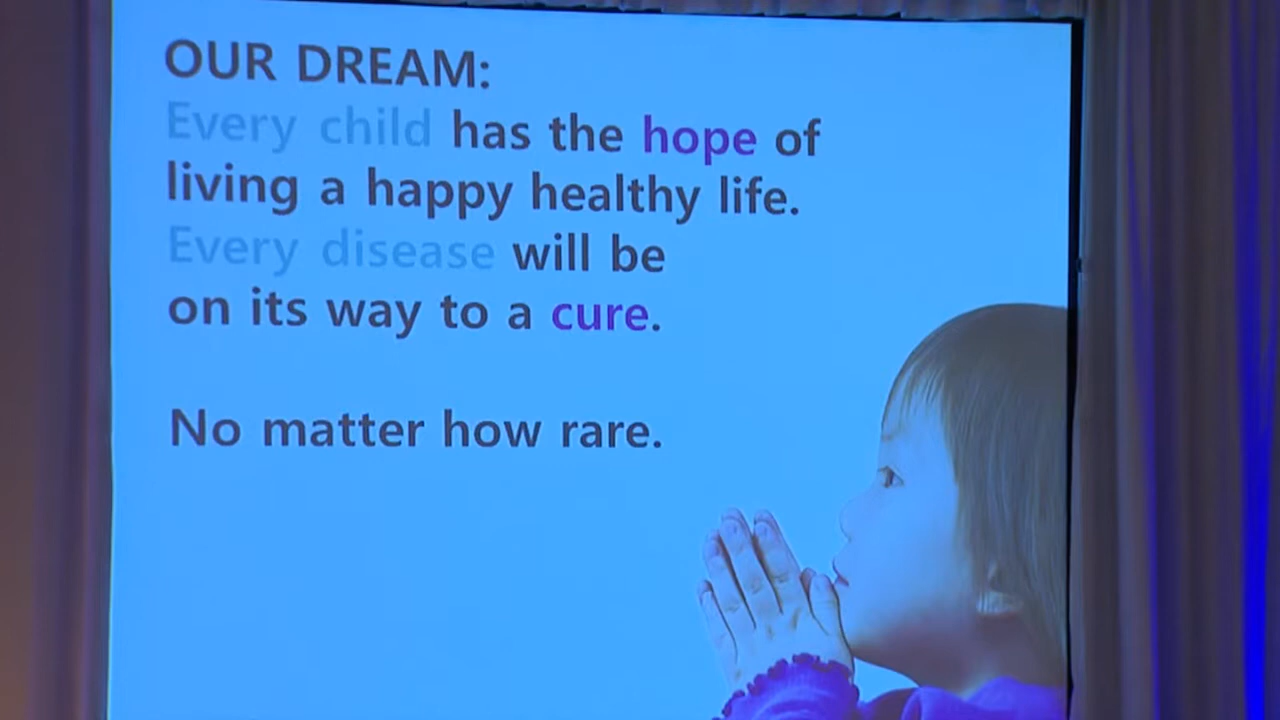 OUR DREAM:
Every child has the hope of
living a happy healthy life.
Every disease will be
on its way to a cure.
No matter how rare.